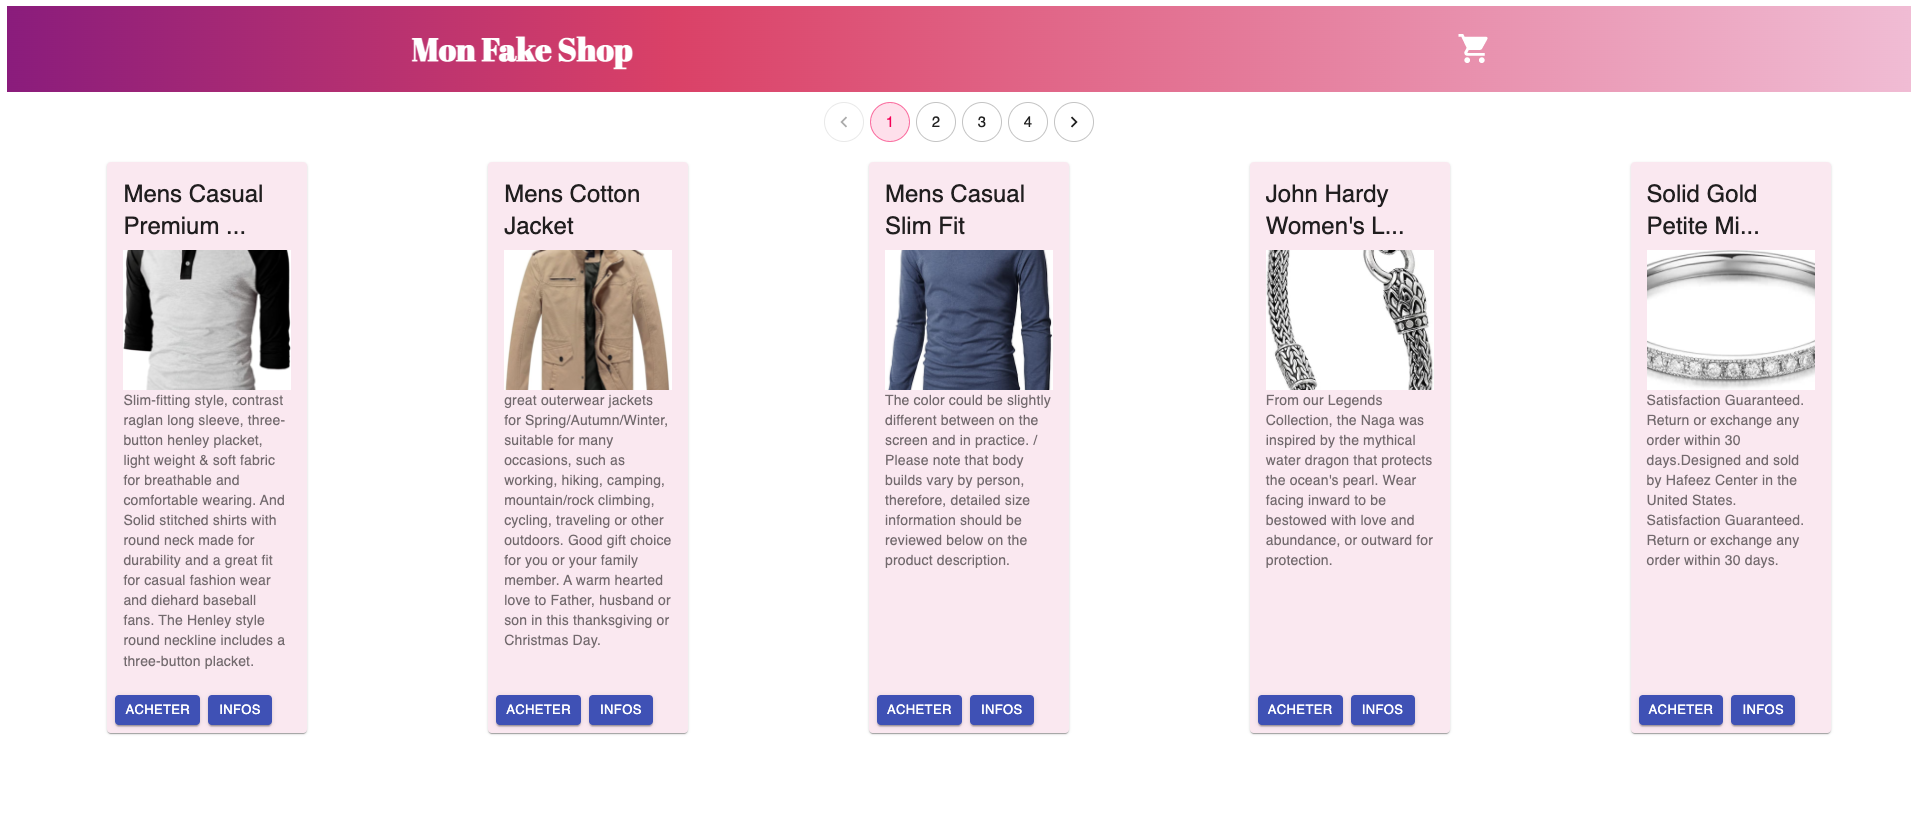 Mon Fake Shop
1 2 3 4
Mens Casual
Premium ...
Slim-fitting style, contrast
raglan long sleeve, three-
button henley placket,
light weight & soft fabric
for breathable and
comfortable wearing. And
Solid stitched shirts with
round neck made for
durability and a great fit
for casual fashion wear
and diehard baseball
fans. The Henley style
round neckline includes a
three-button placket.
ACHETER INFOS
Mens Cotton
Jacket
great outerwear jackets
for Spring/Autumn/Winter,
suitable for many
occasions, such as
working, hiking, camping,
mountain/rock climbing,
cycling, traveling or other
outdoors. Good gift choice
for you or your family
member. A warm hearted
love to Father, husband or
son in this thanksgiving or
Christmas Day.
ACHETER INFOS
Mens Casual
Slim Fit
The color could be slightly
different between on the
screen and in practice. /
Please note that body
builds vary by person,
therefore, detailed size
information should be
reviewed below on the
product description.
ACHETER INFOS
John Hardy
Women's L...
From our Legends
Collection, the Naga was
inspired by the mythical
water dragon that protects
the ocean's pearl. Wear
facing inward to be
bestowed with love and
abundance, or outward for
protection.
ACHETER INFOS
Solid Gold
Petite Mi...
Satisfaction Guaranteed.
Return or exchange any
order within 30
days.Designed and sold
by Hafeez Center in the
United States.
Satisfaction Guaranteed.
Return or exchange any
order within 30 days.
ACHETER INFOS